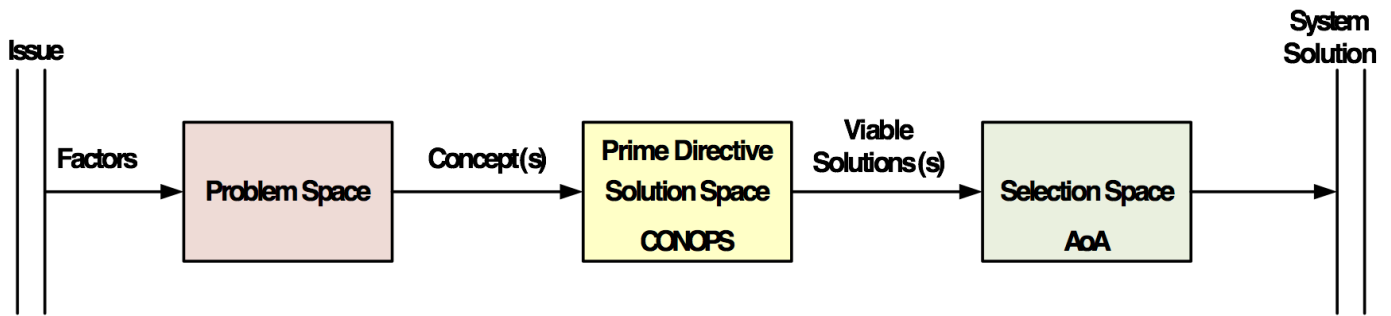 Issue
Factors
Problem Space
Concept(s)
Prime Directive
Solution Space
CONOPS
Viable
Solutions(s)
Selection Space
AoA
System
Solution